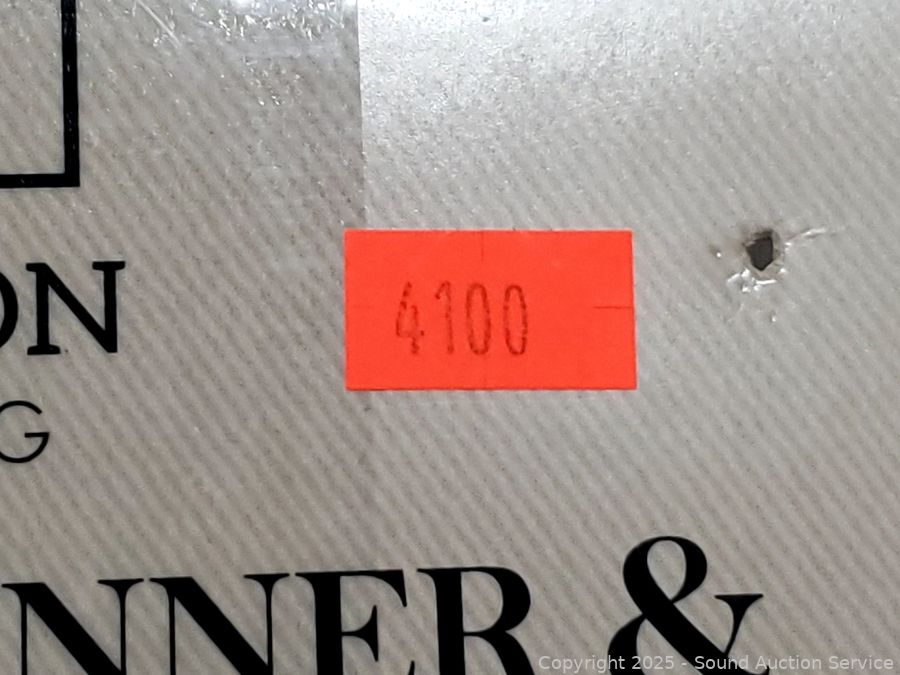 ON
4100
G
NNER &
Copyright 2025 - Sound Auction Service